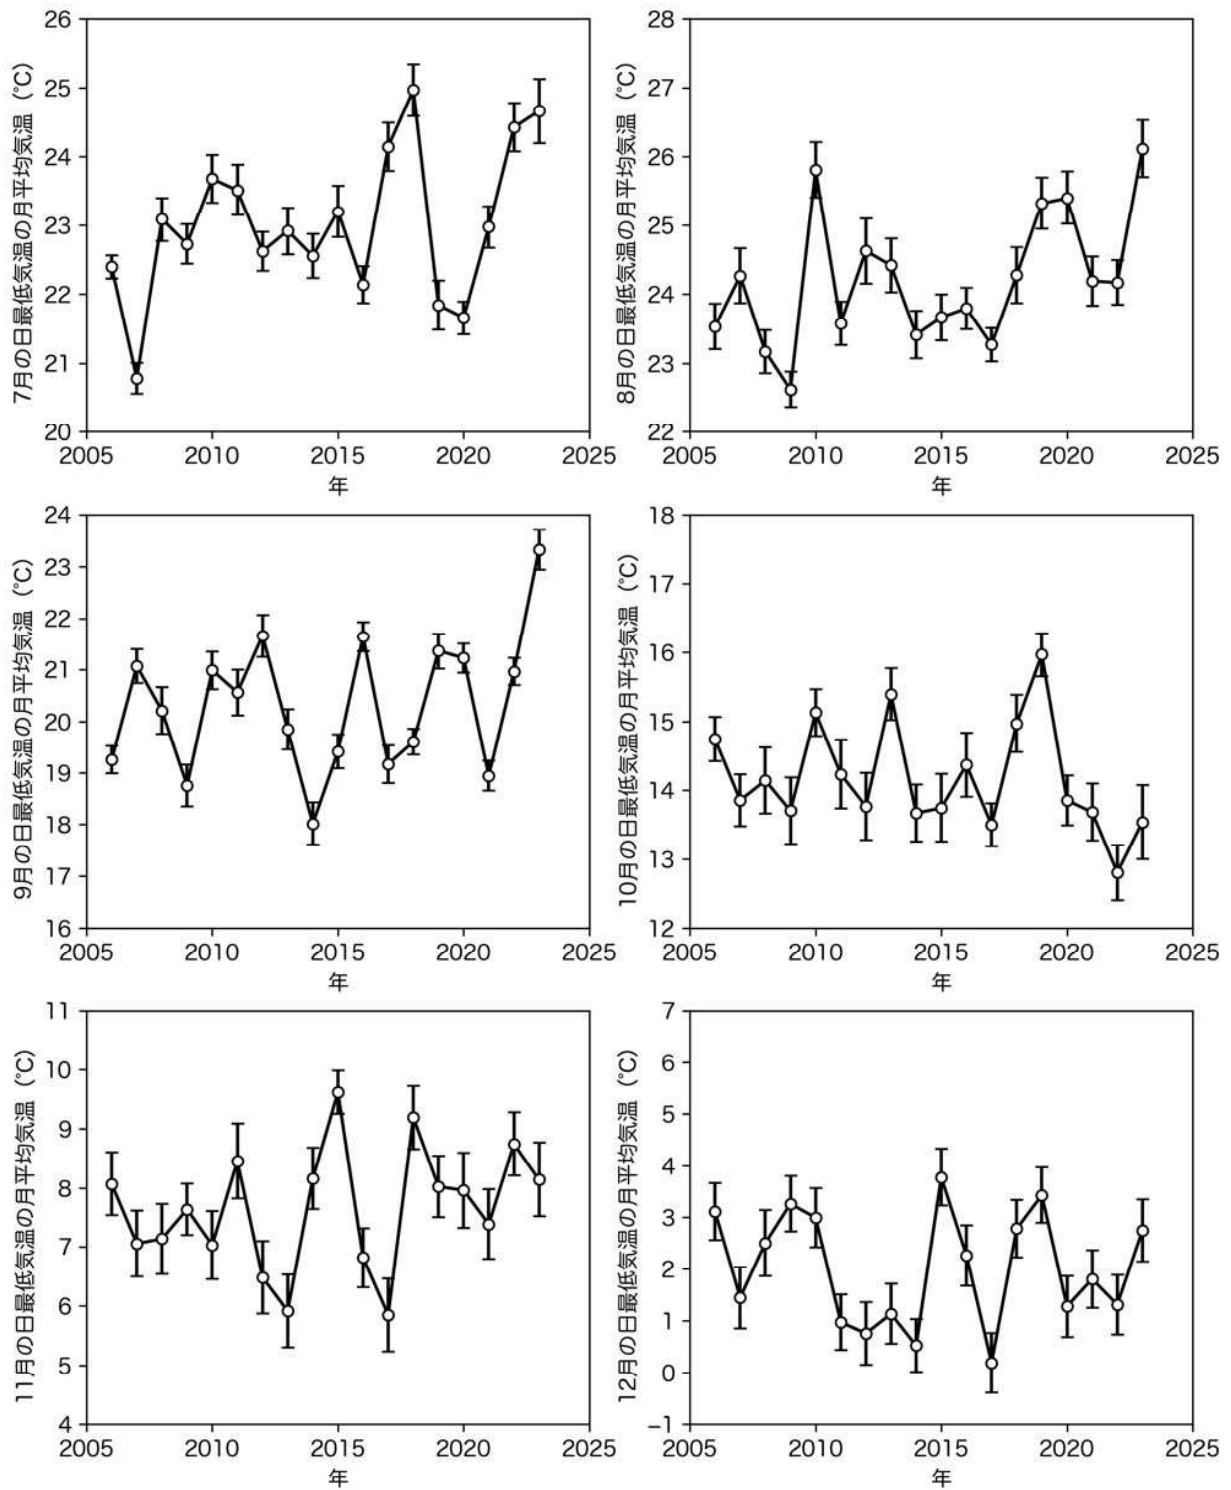 7月の日最低気温の月平均気温（℃）
26
25
24
23
22
21
20
2005 2010 2015 2020 2025
年
8月の日最低気温の月平均気温（℃）
28
27
26
25
24
23
22
2005 2010 2015 2020 2025
年
9月の日最低気温の月平均気温（℃）
24
23
22
21
20
19
18
17
16
2005 2010 2015 2020 2025
年
10月の日最低気温の月平均気温（℃）
18
17
16
15
14
13
12
2005 2010 2015 2020 2025
年
11月の日最低気温の月平均気温（℃）
11
10
9
8
7
6
5
4
2005 2010 2015 2020 2025
年
12月の日最低気温の月平均気温（℃）
7
6
5
4
3
2
1
0
−1
2005 2010 2015 2020 2025
年